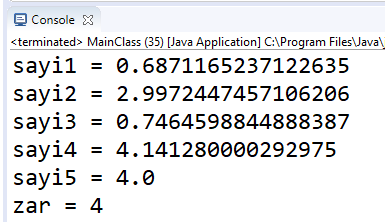 Console
<terminated> MainClass (35) [Java Application] C:\Program Files\Java\
sayi1 = 0.6871165237122635
sayi2 = 2.9972447457106206
sayi3 = 0.7464598844888387
sayi4 = 4.141280000292975
sayi5 = 4.0
zar = 4